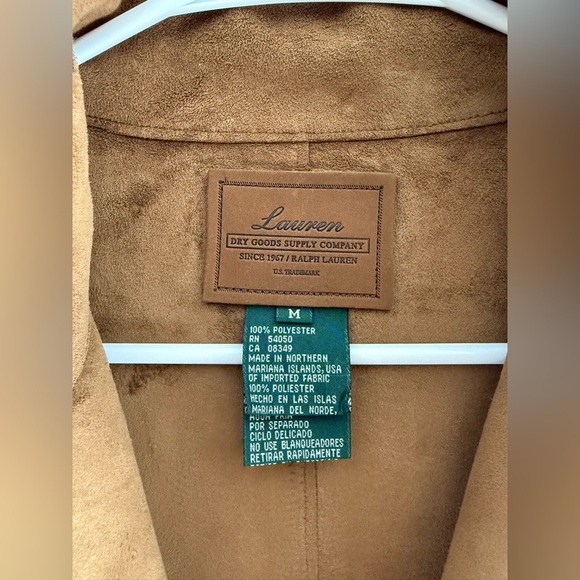 Lauren
DRY GOODS SUPPLY COMPANY
SINCE 1967 / RALPH LAUREN
U.S. TRADEMARK
M
100% POLYESTER
RN 54050
CA 08349
MADE IN NORTHERN
MARIANA ISLANDS, USA
OF IMPORTED FABRIC
100% POLIESTER
HECHO EN LAS ISLAS
MARIANA DEL NORDE,
AGUA FRIA
POR SEPARADO
CICLO DELICADO
NO USE BLANQUEADORES
RETIRAR RAPIDAMENTE